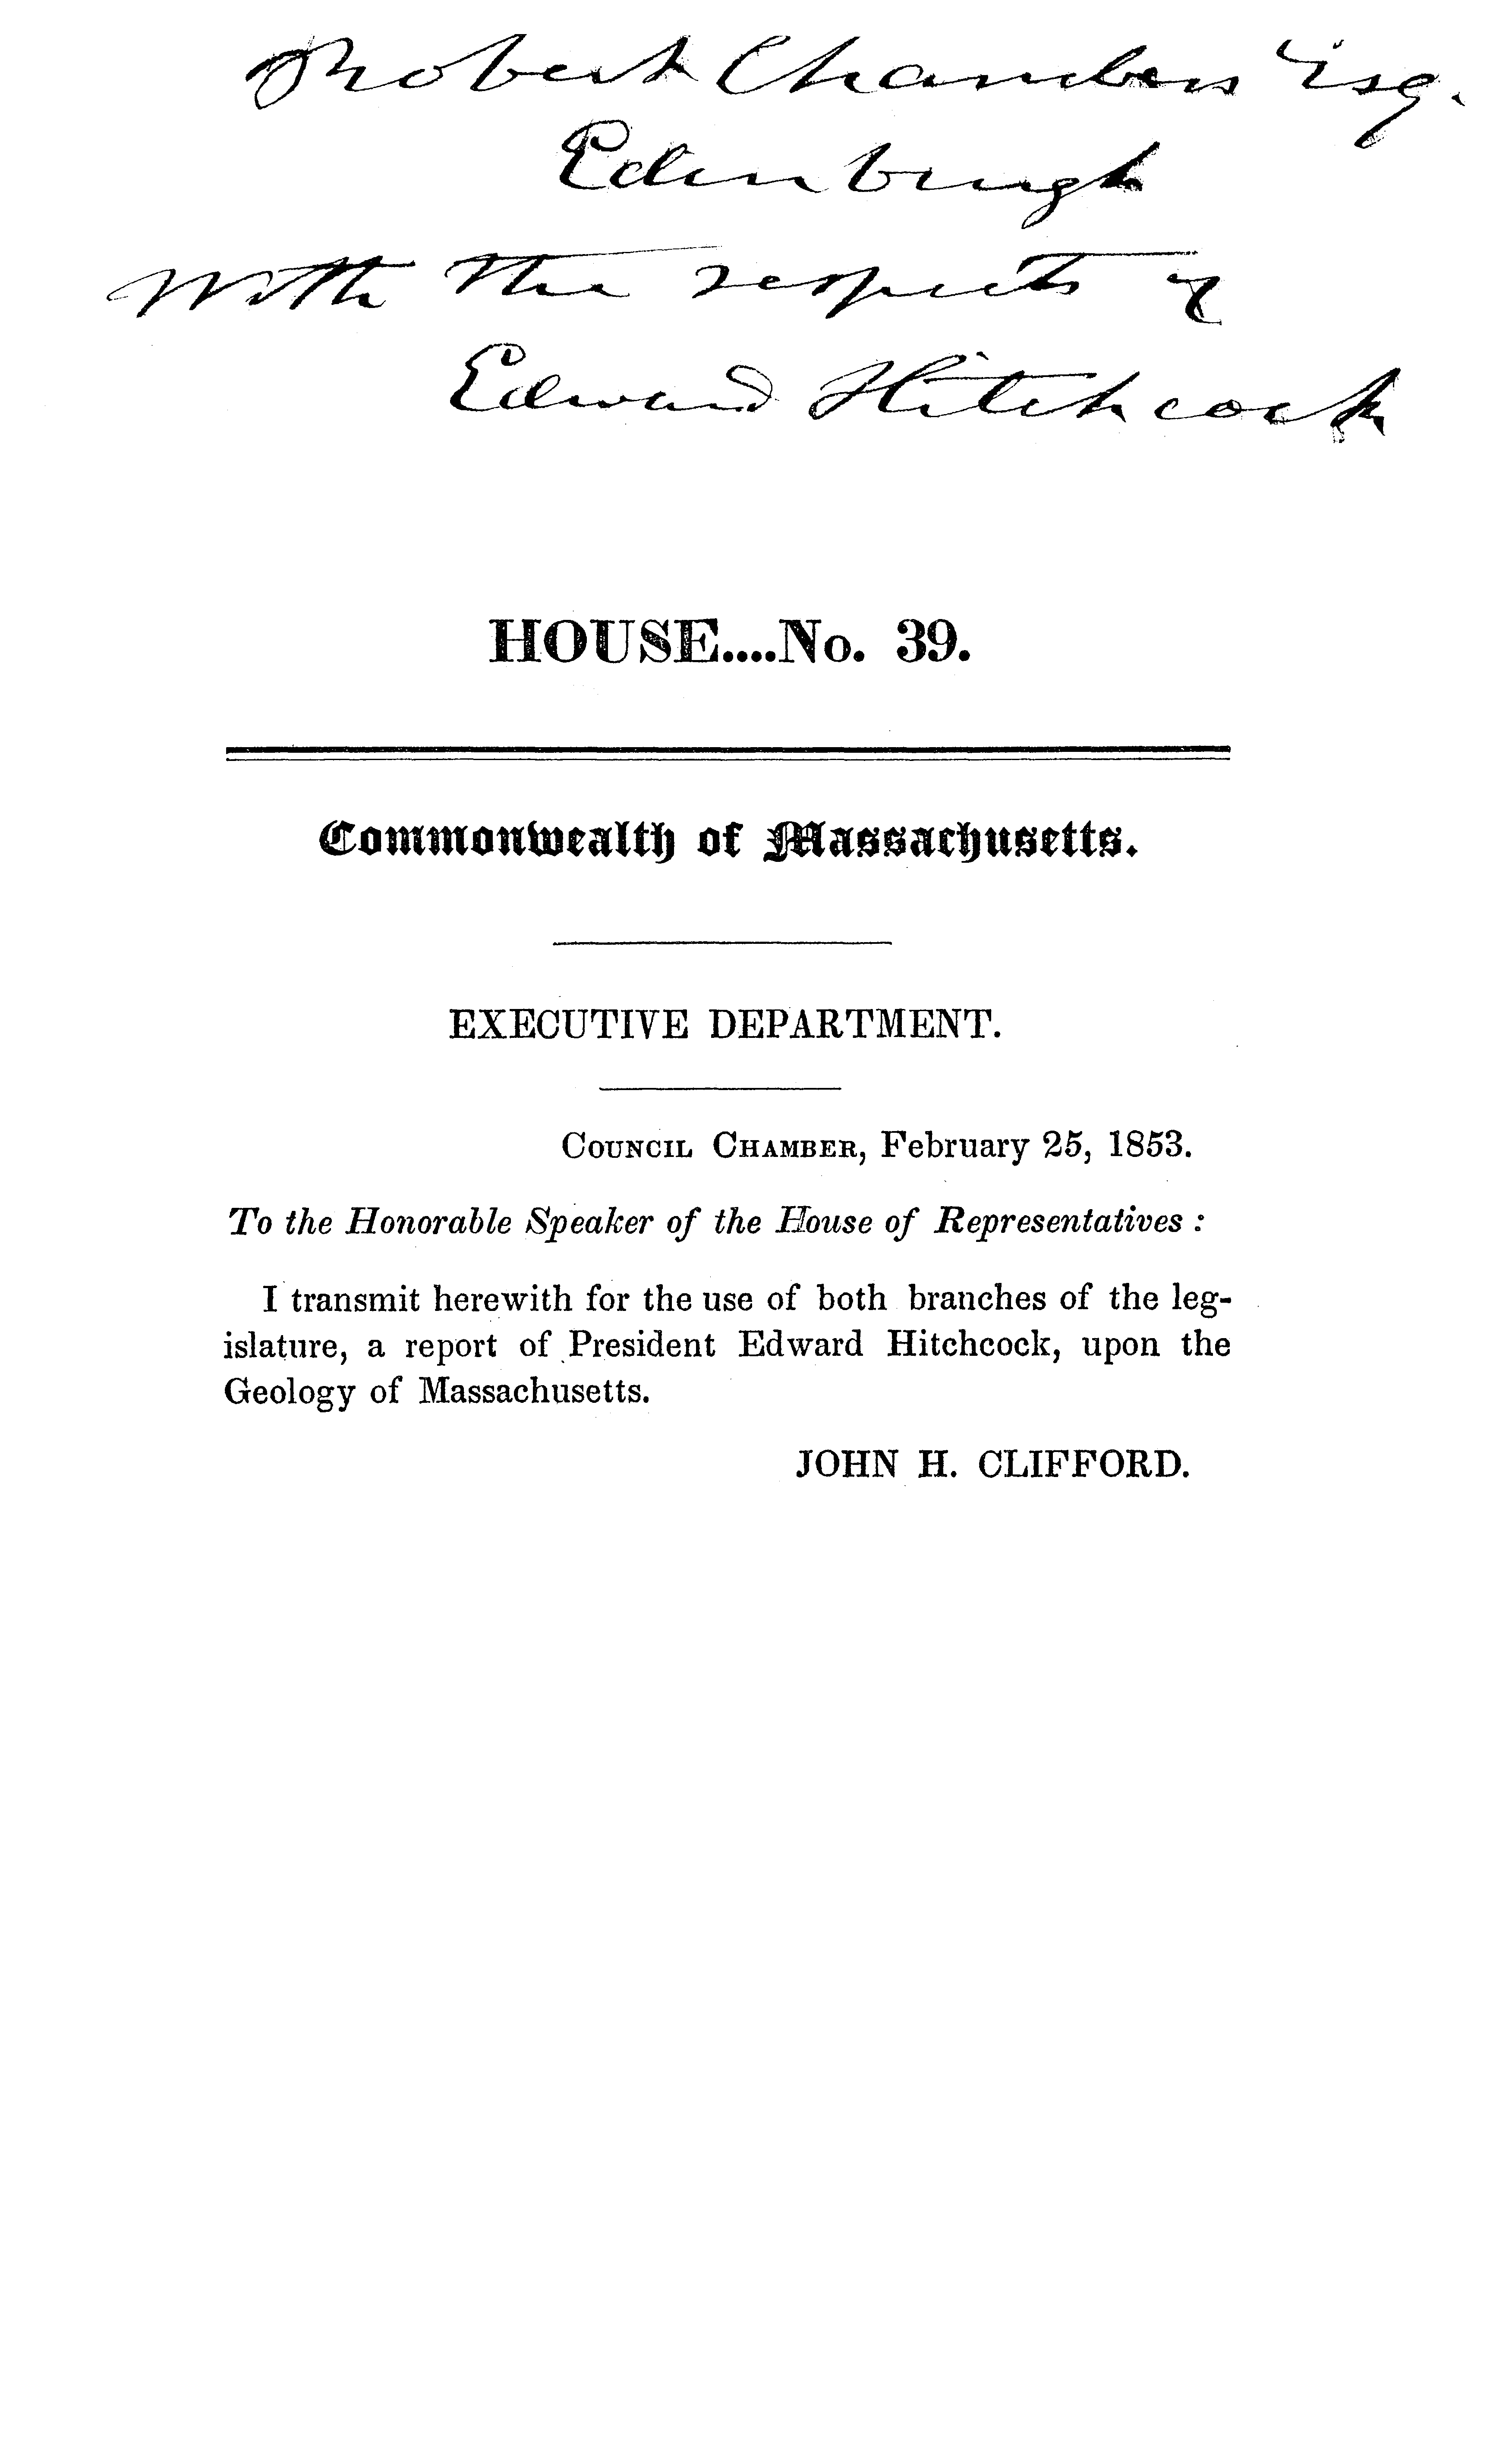 Robert Chambers Esq.
Edinburgh
With the respects of
Edward Hitchcock
HOUSE....No. 39.
Commonwealth of Massachusetts.
EXECUTIVE DEPARTMENT.
COUNCIL CHAMBER, February 25, 1853.
To the Honorable Speaker of the House of Representatives :
I transmit herewith for the use of both branches of the leg-
islature, a report of President Edward Hitchcock, upon the
Geology of Massachusetts.
JOHN H. CLIFFORD.